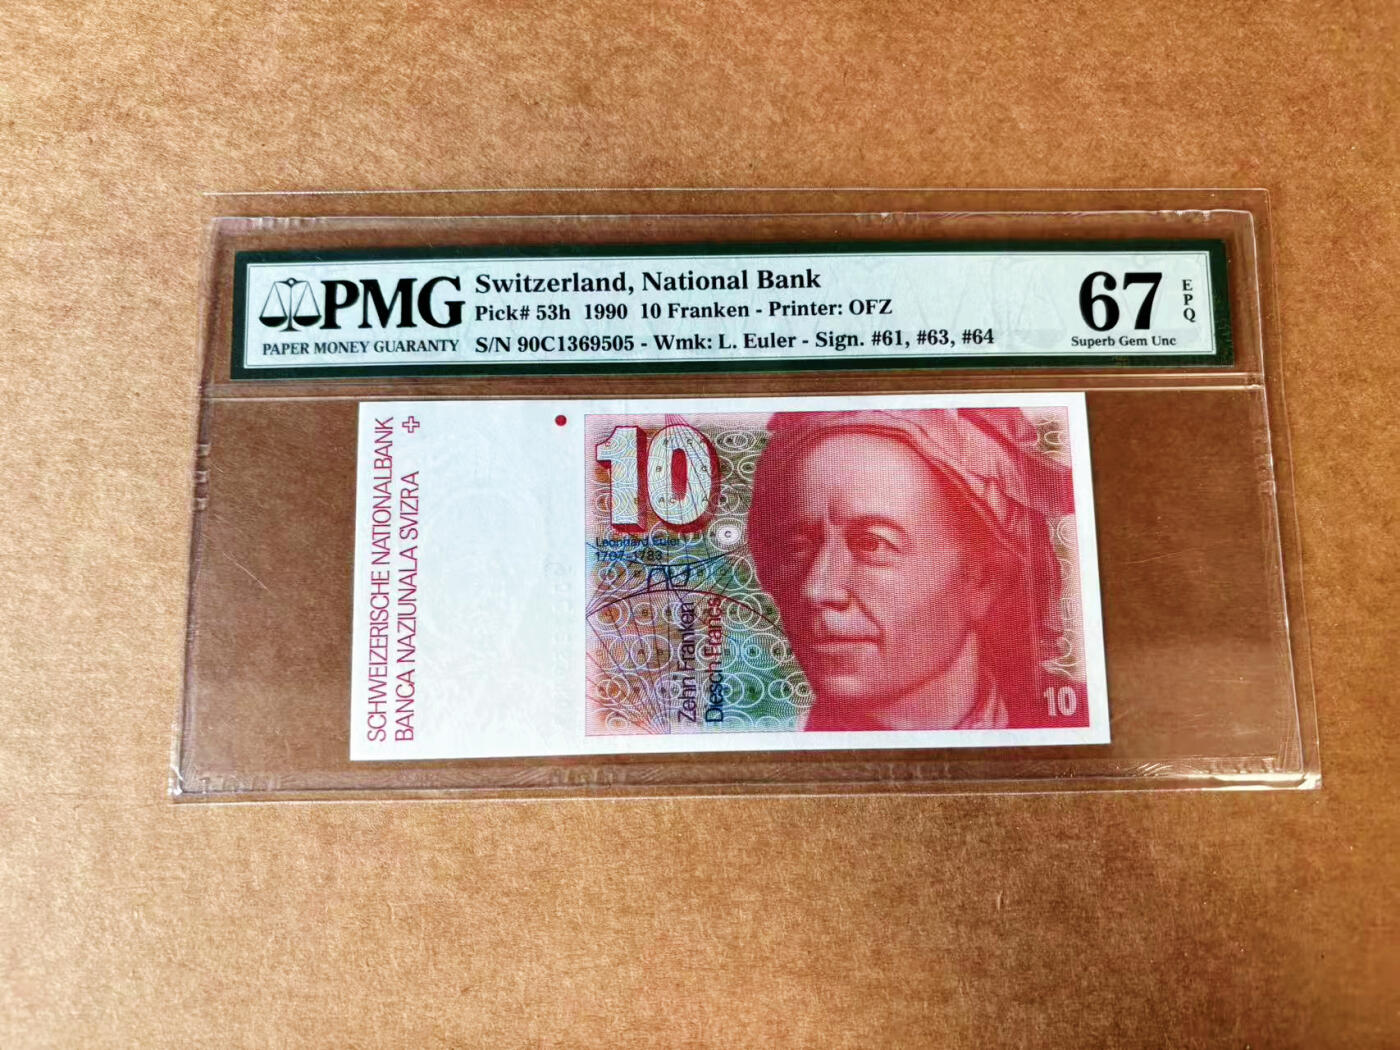 PMG
PAPER MONEY GUARANTY
Switzerland, National Bank
Pick# 53h 1990 10 Franken - Printer: OFZ
S/N 90C1369505 - Wmk: L. Euler - Sign. #61, #63, #64
67
EPQ
Superb Gem Unc
SCHWEIZERISCHE NATIONALBANK
BANCA NAZIUNALA SVIZRA
10
C
Leonhard Euler
1707-1783
Zehn Franken
Diesch Francs
10